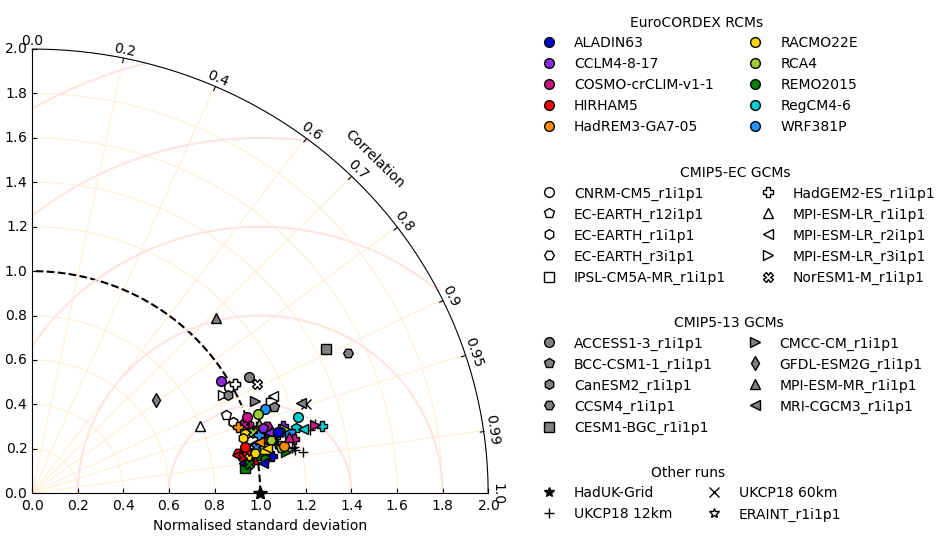 EuroCORDEX RCMs
ALADIN63 RACMO22E
CCLM4-8-17 RCA4
COSMO-crCLIM-v1-1 REMO2015
HIRHAM5 RegCM4-6
HadREM3-GA7-05 WRF381P
CMIP5-EC GCMs
CNRM-CM5_r1i1p1 HadGEM2-ES_r1i1p1
EC-EARTH_r12i1p1 MPI-ESM-LR_r1i1p1
EC-EARTH_r1i1p1 MPI-ESM-LR_r2i1p1
EC-EARTH_r3i1p1 MPI-ESM-LR_r3i1p1
IPSL-CM5A-MR_r1i1p1 NorESM1-M_r1i1p1
CMIP5-13 GCMs
ACCESS1-3_r1i1p1 CMCC-CM_r1i1p1
BCC-CSM1-1_r1i1p1 GFDL-ESM2G_r1i1p1
CanESM2_r1i1p1 MPI-ESM-MR_r1i1p1
CCSM4_r1i1p1 MRI-CGCM3_r1i1p1
CESM1-BGC_r1i1p1
Other runs
HadUK-Grid UKCP18 60km
UKCP18 12km ERAINT_r1i1p1
Correlation
0.0
0.2
0.4
0.6
0.7
0.8
0.9
0.95
0.99
1.0
2.0
1.8
1.6
1.4
1.2
1.0
0.8
0.6
0.4
0.2
0.0
0.0 0.2 0.4 0.6 0.8 1.0 1.2 1.4 1.6 1.8 2.0
Normalised standard deviation